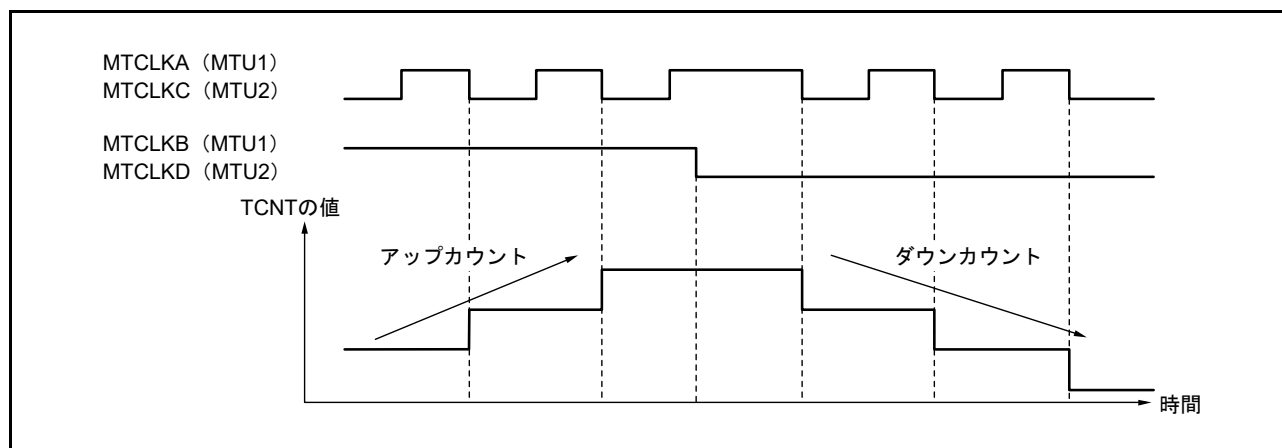 MTCLKA（MTU1）
MTCLKC（MTU2）
MTCLKB（MTU1）
MTCLKD（MTU2）
TCNTの値
アップカウント
ダウンカウント
時間